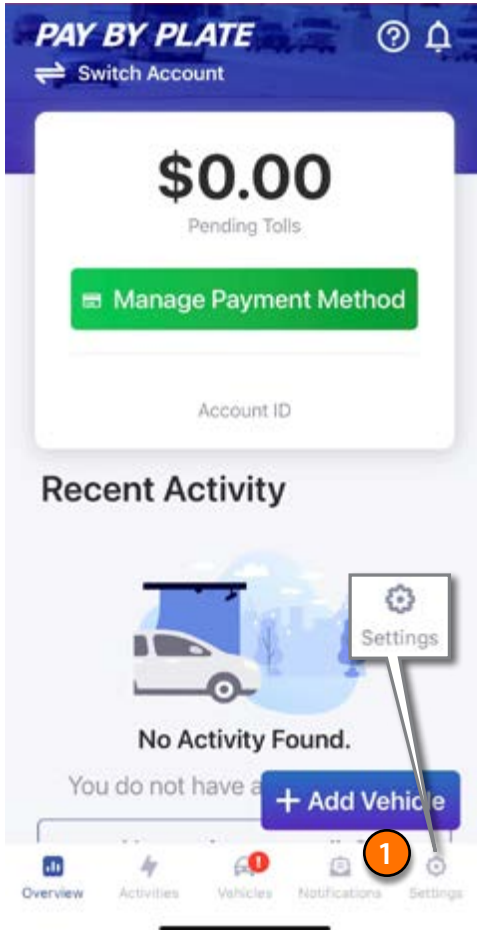 PAY BY PLATE
Switch Account
$0.00
Pending Tolls
Manage Payment Method
Account ID
Recent Activity
Settings
No Activity Found.
You do not have a
+ Add Vehicle
1
Overview
Activities
Vehicles
Notifications
Settings